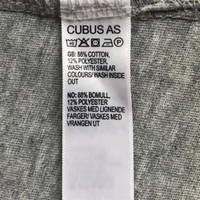 CUBUS AS
GB: 88% COTTON,
12% POLYESTER,
WASH WITH SIMILAR
COLOURS/ WASH INSIDE
OUT
NO: 88% BOMULL,
12% POLYESTER
VASKES MED LIGNENDE
FARGER/ VASKES MED
VRANGEN UT